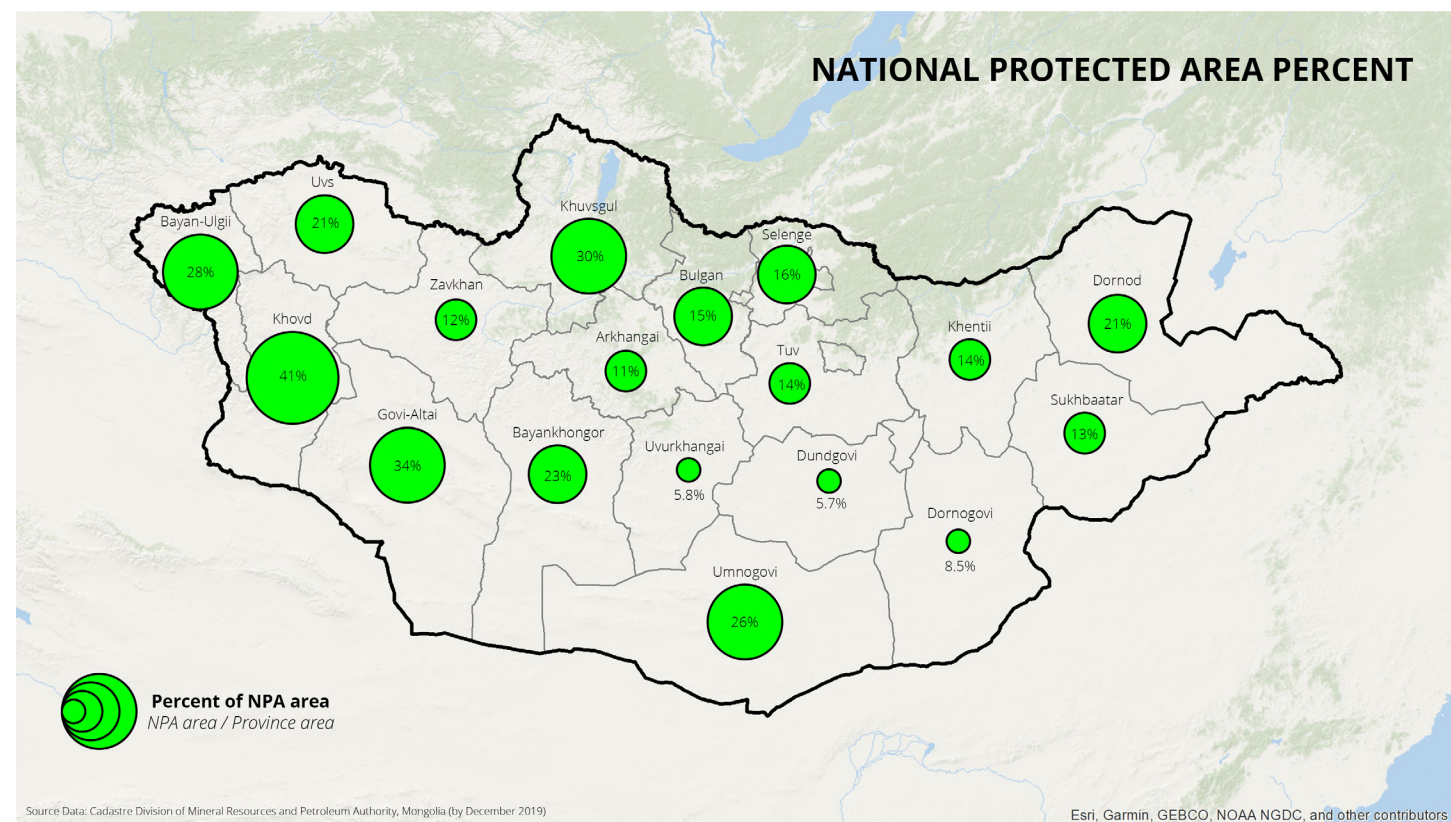 NATIONAL PROTECTED AREA PERCENT
Uvs
21%
Bayan-Ulgii
28%
Khuvsgul
30%
Selenge
16%
Zavkhan
12%
Bulgan
15%
Dornod
21%
Khovd
41%
Arkhangai
11%
Tuv
14%
Khentii
14%
Govi-Altai
34%
Bayankhongor
23%
Uvurkhangai
5.8%
Dundgovi
5.7%
Sukhbaatar
13%
Dornogovi
8.5%
Umnogovi
26%
Percent of NPA area
NPA area / Province area
Source Data: Cadastre Division of Mineral Resources and Petroleum Authority, Mongolia (by December 2019)
Esri, Garmin, GEBCO, NOAA NGDC, and other contributors